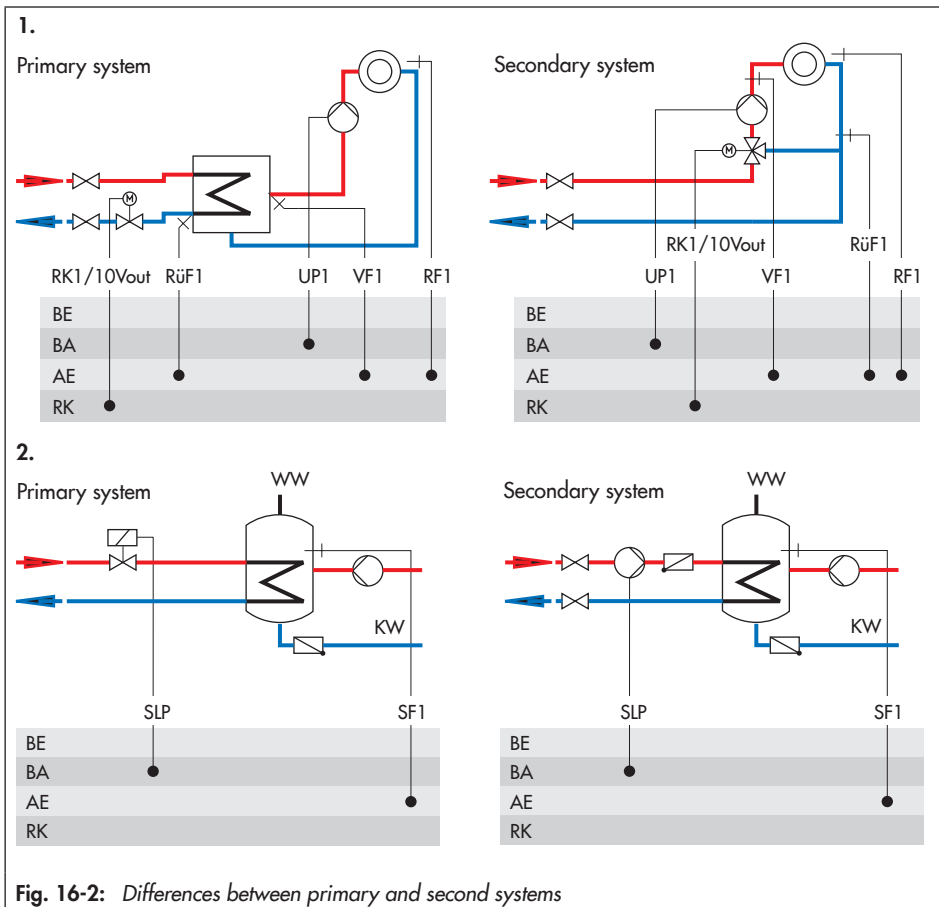 1.
Primary system
Secondary system
M
M
RK1/10Vout RüF1 UP1 VF1 RF1
RK1/10Vout
UP1 VF1 RüF1 RF1
BE
BA
AE
RK
BE
BA
AE
RK
2.
Primary system
WW
Secondary system
WW
KW
KW
SLP SF1
SLP SF1
BE
BA
AE
RK
BE
BA
AE
RK
Fig. 16-2: Differences between primary and second systems